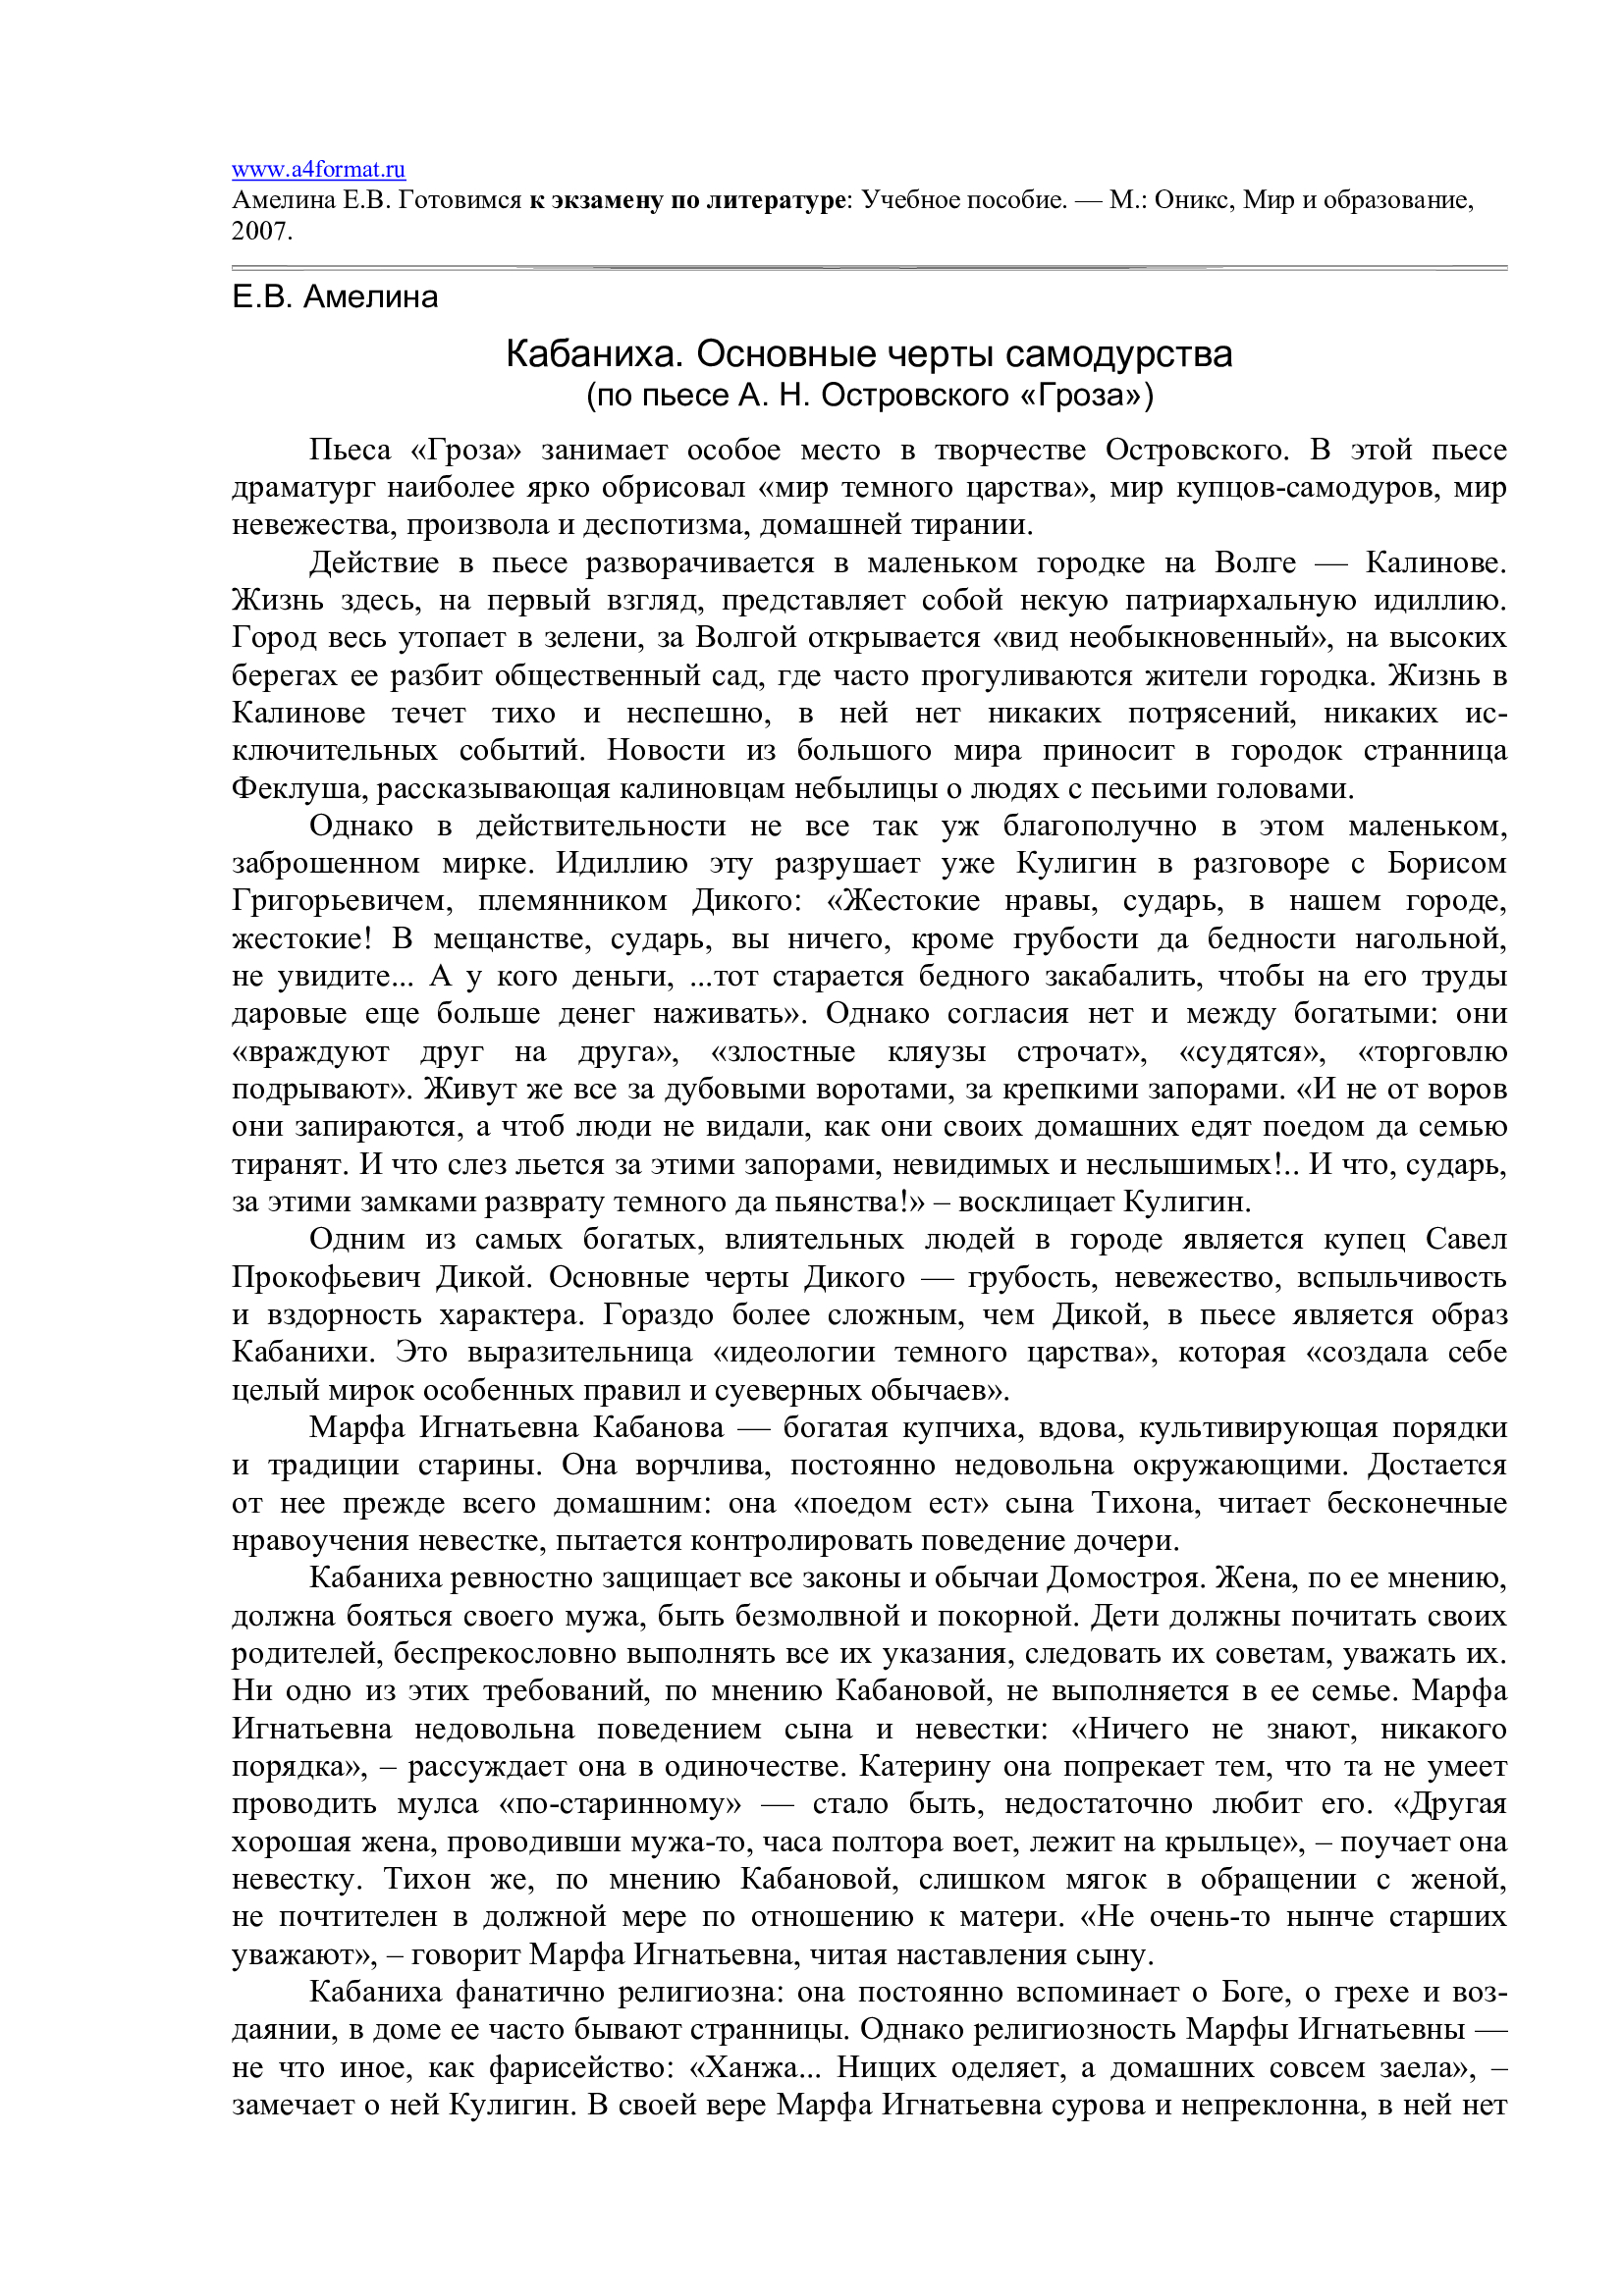 www.a4format.ru
Амелина Е.В. Готовимся к экзамену по литературе: Учебное пособие. — М.: Оникс, Мир и образование,
2007.
Е.В. Амелина
Кабаниха. Основные черты самодурства
(по пьесе А. Н. Островского «Гроза»)
Пьеса «Гроза» занимает особое место в творчестве Островского. В этой пьесе
драматург наиболее ярко обрисовал «мир темного царства», мир купцов-самодуров, мир
невежества, произвола и деспотизма, домашней тирании.
Действие в пьесе разворачивается в маленьком городке на Волге — Калинове.
Жизнь здесь, на первый взгляд, представляет собой некую патриархальную идиллию.
Город весь утопает в зелени, за Волгой открывается «вид необыкновенный», на высоких
берегах ее разбит общественный сад, где часто прогуливаются жители городка. Жизнь в
Калинове течет тихо и неспешно, в ней нет никаких потрясений, никаких ис-
ключительных событий. Новости из большого мира приносит в городок странница
Феклуша, рассказывающая калиновцам небылицы о людях с песьими головами.
Однако в действительности не все так уж благополучно в этом маленьком,
заброшенном мирке. Идиллию эту разрушает уже Кулигин в разговоре с Борисом
Григорьевичем, племянником Дикого: «Жестокие нравы, сударь, в нашем городе,
жестокие! В мещанстве, сударь, вы ничего, кроме грубости да бедности нагольной,
не увидите... А у кого деньги, ...тот старается бедного закабалить, чтобы на его труды
даровые еще больше денег наживать». Однако согласия нет и между богатыми: они
«враждуют друг на друга», «злостные кляузы строчат», «судятся», «торговлю
подрывают». Живут же все за дубовыми воротами, за крепкими запорами. «И не от воров
они запираются, а чтоб люди не видали, как они своих домашних едят поедом да семью
тиранят. И что слез льется за этими запорами, невидимых и неслышимых!.. И что, сударь,
за этими замками разврату темного да пьянства!» – восклицает Кулигин.
Одним из самых богатых, влиятельных людей в городе является купец Савел
Прокофьевич Дикой. Основные черты Дикого — грубость, невежество, вспыльчивость
и вздорность характера. Гораздо более сложным, чем Дикой, в пьесе является образ
Кабанихи. Это выразительница «идеологии темного царства», которая «создала себе
целый мирок особенных правил и суеверных обычаев».
Марфа Игнатьевна Кабанова — богатая купчиха, вдова, культивирующая порядки
и традиции старины. Она ворчлива, постоянно недовольна окружающими. Достается
от нее прежде всего домашним: она «поедом ест» сына Тихона, читает бесконечные
нравоучения невестке, пытается контролировать поведение дочери.
Кабаниха ревностно защищает все законы и обычаи Домостроя. Жена, по ее мнению,
должна бояться своего мужа, быть безмолвной и покорной. Дети должны почитать своих
родителей, беспрекословно выполнять все их указания, следовать их советам, уважать их.
Ни одно из этих требований, по мнению Кабановой, не выполняется в ее семье. Марфа
Игнатьевна недовольна поведением сына и невестки: «Ничего не знают, никакого
порядка», – рассуждает она в одиночестве. Катерину она попрекает тем, что та не умеет
проводить мулса «по-старинному» — стало быть, недостаточно любит его. «Другая
хорошая жена, проводивши мужа-то, часа полтора воет, лежит на крыльце», – поучает она
невестку. Тихон же, по мнению Кабановой, слишком мягок в обращении с женой,
не почтителен в должной мере по отношению к матери. «Не очень-то нынче старших
уважают», – говорит Марфа Игнатьевна, читая наставления сыну.
Кабаниха фанатично религиозна: она постоянно вспоминает о Боге, о грехе и воз-
даянии, в доме ее часто бывают странницы. Однако религиозность Марфы Игнатьевны —
не что иное, как фарисейство: «Ханжа... Нищих оделяет, а домашних совсем заела», –
замечает о ней Кулигин. В своей вере Марфа Игнатьевна сурова и непреклонна, в ней нет